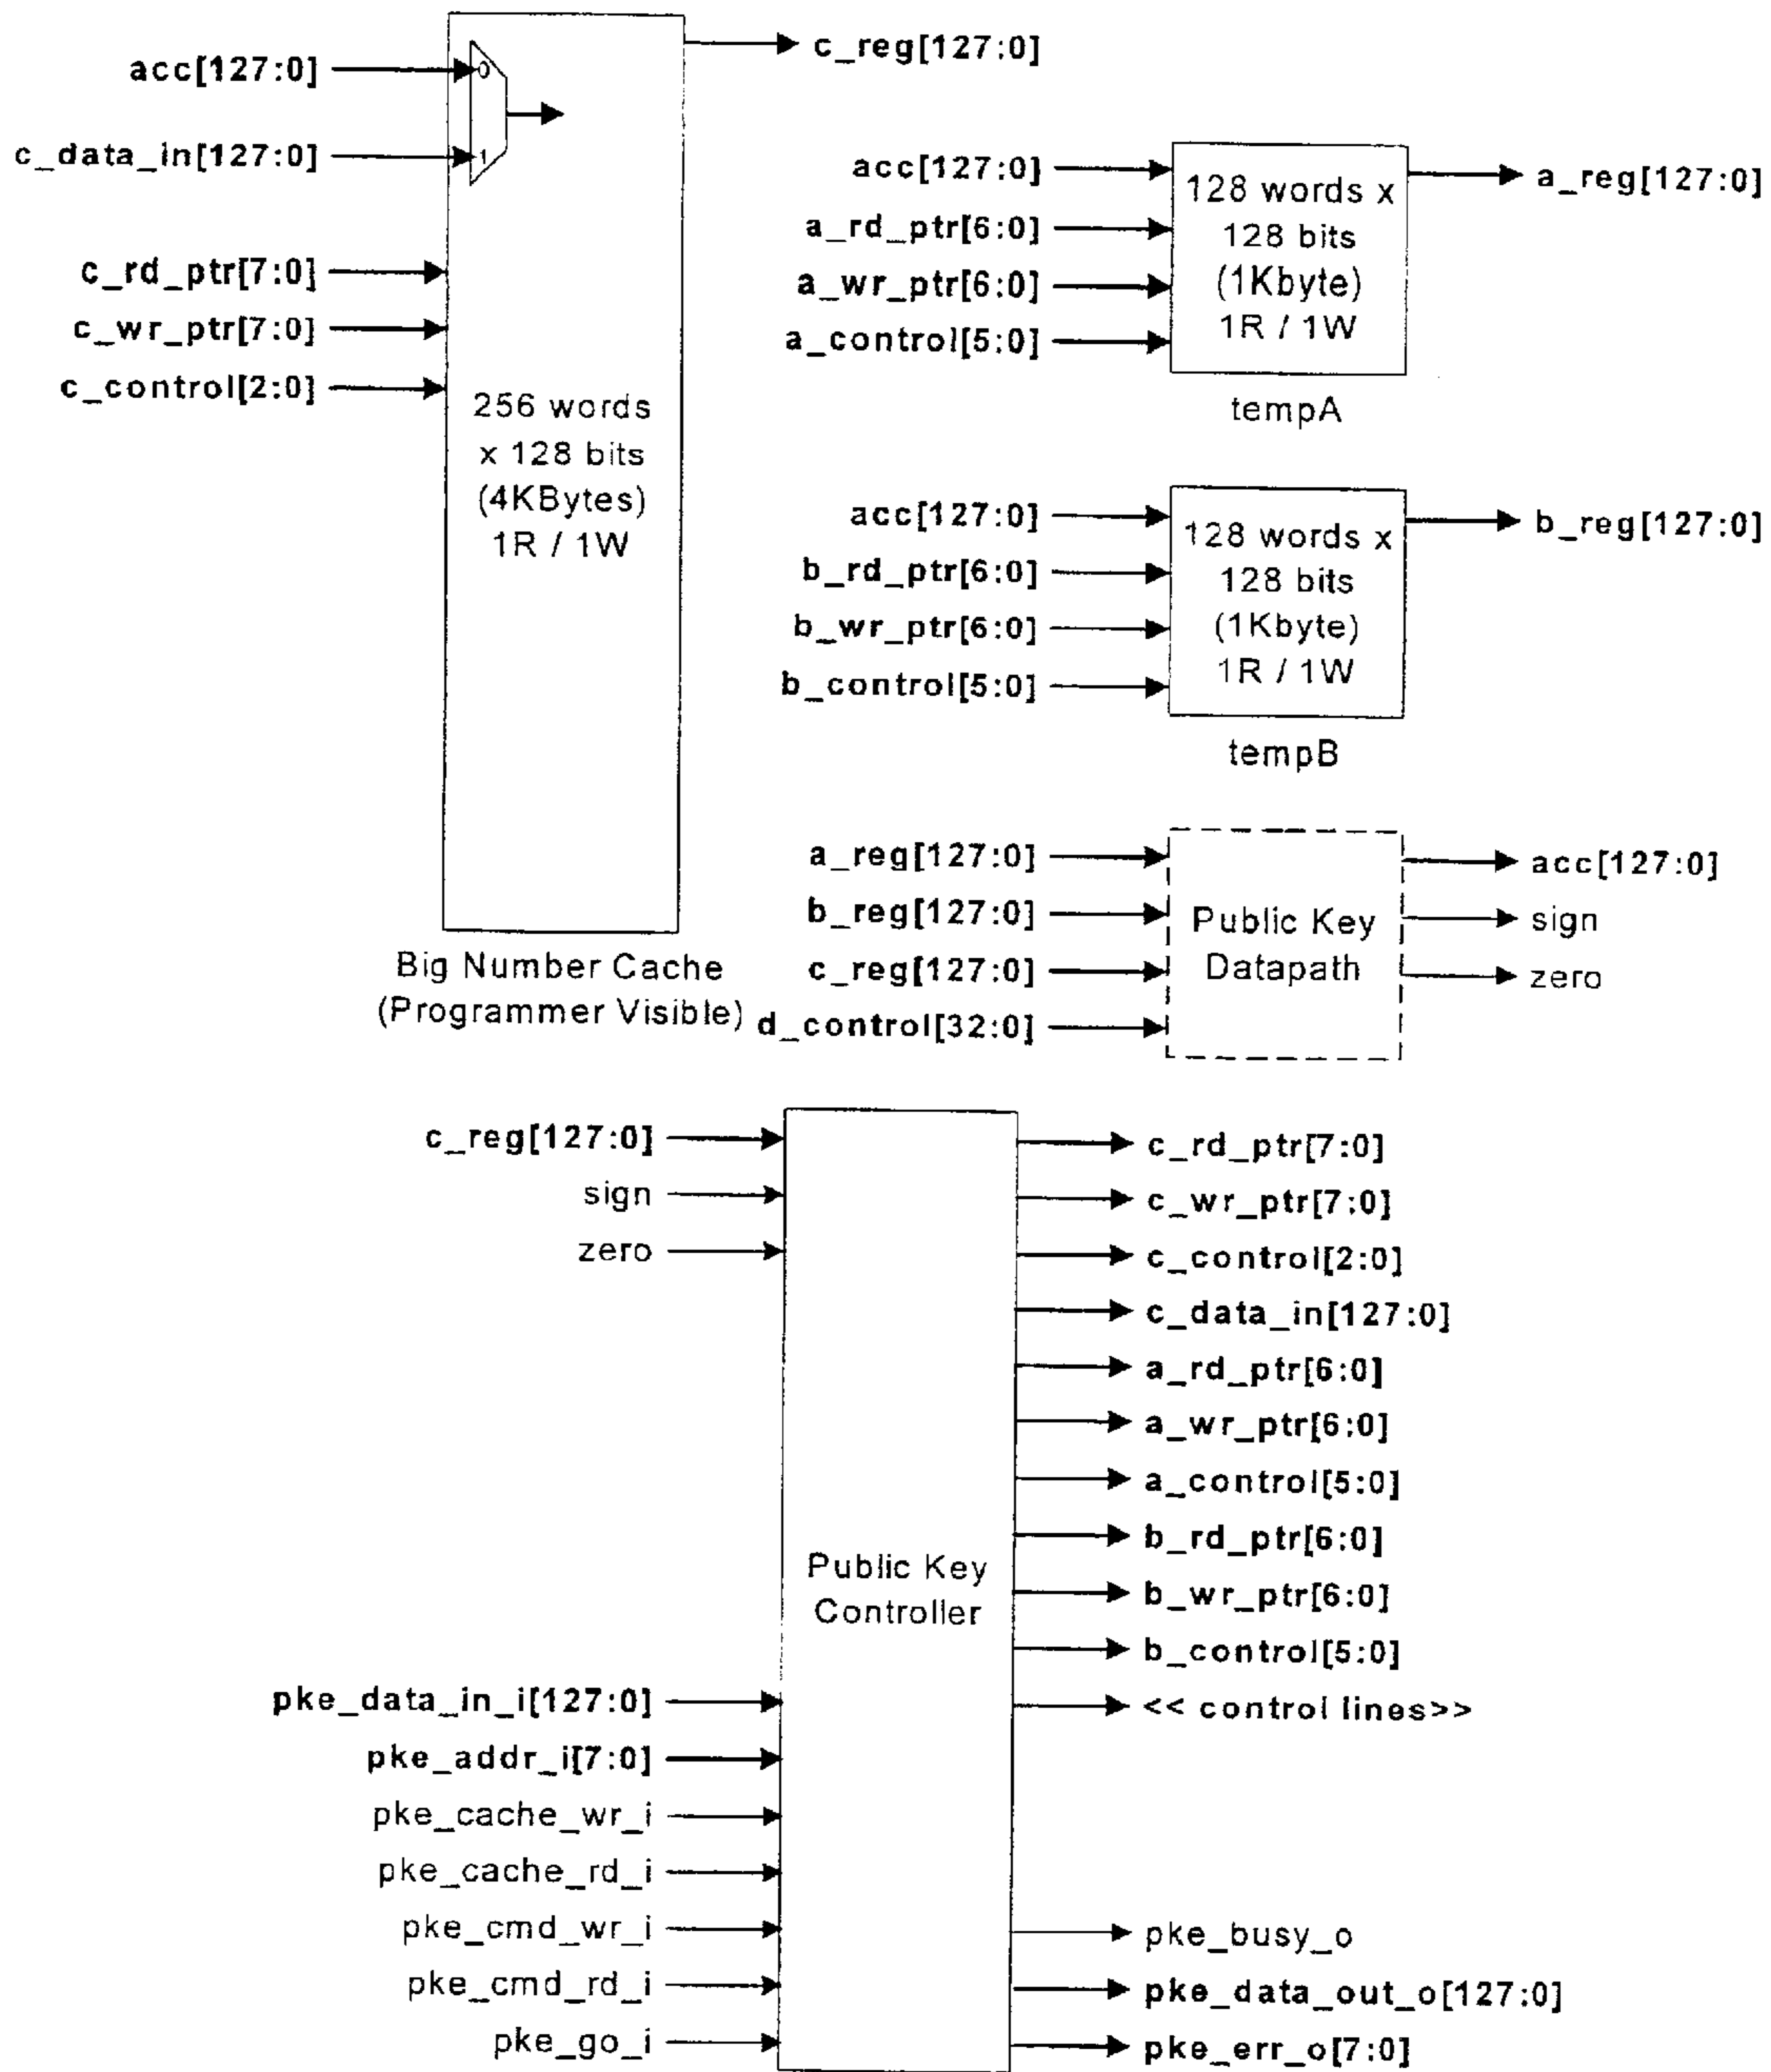 acc[127:0]
0
c_reg[127:0]
c_data_in[127:0]
1
c_rd_ptr[7:0]
c_wr_ptr[7:0]
c_control[2:0]
256 words
x 128 bits
(4KBytes)
1R / 1W
Big Number Cache
(Programmer Visible)
acc[127:0]
a_rd_ptr[6:0]
a_wr_ptr[6:0]
a_control[5:0]
128 words x
128 bits
(1Kbyte)
1R / 1W
a_reg[127:0]
tempA
acc[127:0]
b_rd_ptr[6:0]
b_wr_ptr[6:0]
b_control[5:0]
128 words x
128 bits
(1Kbyte)
1R / 1W
b_reg[127:0]
tempB
a_reg[127:0]
b_reg[127:0]
c_reg[127:0]
d_control[32:0]
Public Key
Datapath
acc[127:0]
sign
zero
c_reg[127:0]
sign
zero
pke_data_in_i[127:0]
pke_addr_i[7:0]
pke_cache_wr_i
pke_cache_rd_i
pke_cmd_wr_i
pke_cmd_rd_i
pke_go_i
Public Key
Controller
c_rd_ptr[7:0]
c_wr_ptr[7:0]
c_control[2:0]
c_data_in[127:0]
a_rd_ptr[6:0]
a_wr_ptr[6:0]
a_control[5:0]
b_rd_ptr[6:0]
b_wr_ptr[6:0]
b_control[5:0]
<< control lines>>
pke_busy_o
pke_data_out_o[127:0]
pke_err_o[7:0]